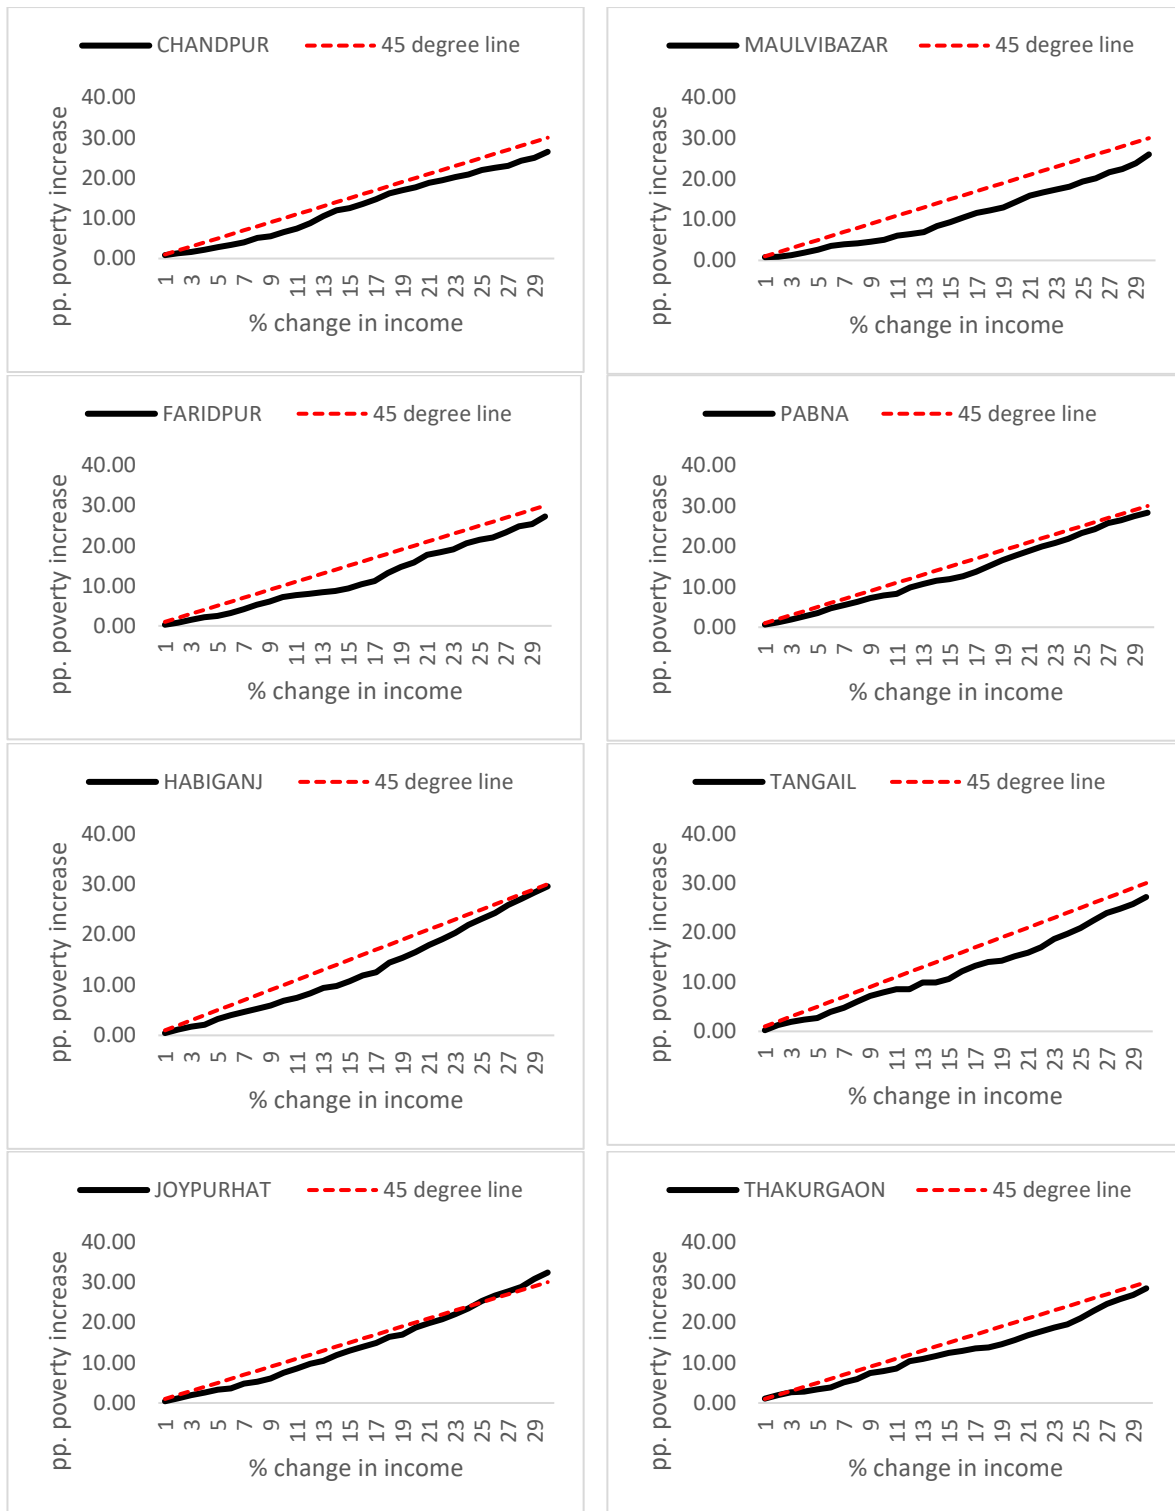 CHANDPUR 45 degree line
pp. poverty increase
40.00
30.00
20.00
10.00
0.00
1 3 5 7 9 11 13 15 17 19 21 23 25 27 29
% change in income
MAULVIBAZAR 45 degree line
pp. poverty increase
40.00
30.00
20.00
10.00
0.00
1 3 5 7 9 11 13 15 17 19 21 23 25 27 29
% change in income
FARIDPUR 45 degree line
pp. poverty increase
40.00
30.00
20.00
10.00
0.00
1 3 5 7 9 11 13 15 17 19 21 23 25 27 29
% change in income
PABNA 45 degree line
pp. poverty increase
40.00
30.00
20.00
10.00
0.00
1 3 5 7 9 11 13 15 17 19 21 23 25 27 29
% change in income
HABIGANJ 45 degree line
pp. poverty increase
40.00
30.00
20.00
10.00
0.00
1 3 5 7 9 11 13 15 17 19 21 23 25 27 29
% change in income
TANGAIL 45 degree line
pp. poverty increase
40.00
30.00
20.00
10.00
0.00
1 3 5 7 9 11 13 15 17 19 21 23 25 27 29
% change in income
JOYPURHAT 45 degree line
pp. poverty increase
40.00
30.00
20.00
10.00
0.00
1 3 5 7 9 11 13 15 17 19 21 23 25 27 29
% change in income
THAKURGAON 45 degree line
pp. poverty increase
40.00
30.00
20.00
10.00
0.00
1 3 5 7 9 11 13 15 17 19 21 23 25 27 29
% change in income